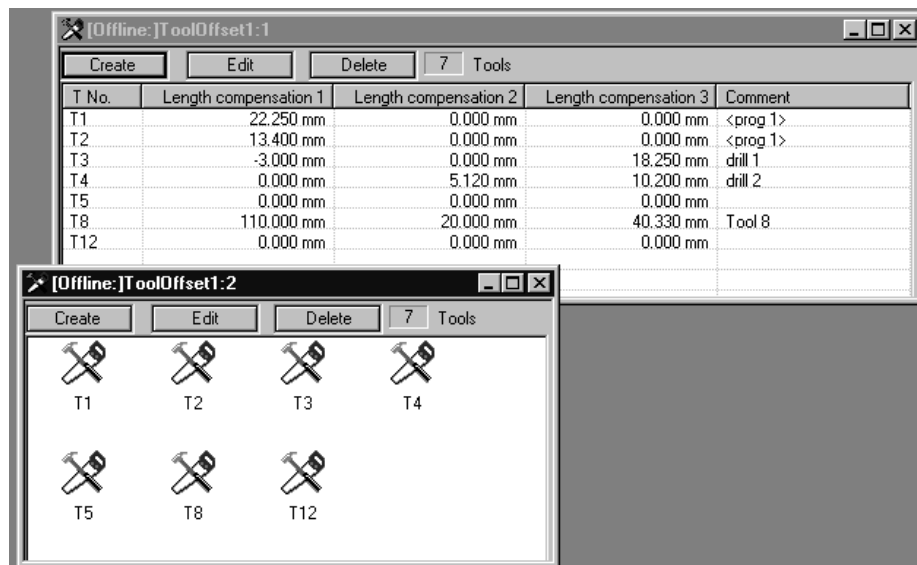 [Offline:]ToolOffset1:1
Create Edit Delete 7 Tools
T No. Length compensation 1 Length compensation 2 Length compensation 3 Comment
T1 22.250 mm 0.000 mm 0.000 mm <prog 1>
T2 13.400 mm 0.000 mm 0.000 mm <prog 1>
T3 -3.000 mm 0.000 mm 18.250 mm drill 1
T4 0.000 mm 5.120 mm 10.200 mm drill 2
T5 0.000 mm 0.000 mm 0.000 mm
T8 110.000 mm 20.000 mm 40.330 mm Tool 8
T12 0.000 mm 0.000 mm 0.000 mm
[Offline:]ToolOffset1:2
Create Edit Delete 7 Tools
T1 T2 T3 T4
T5 T8 T12